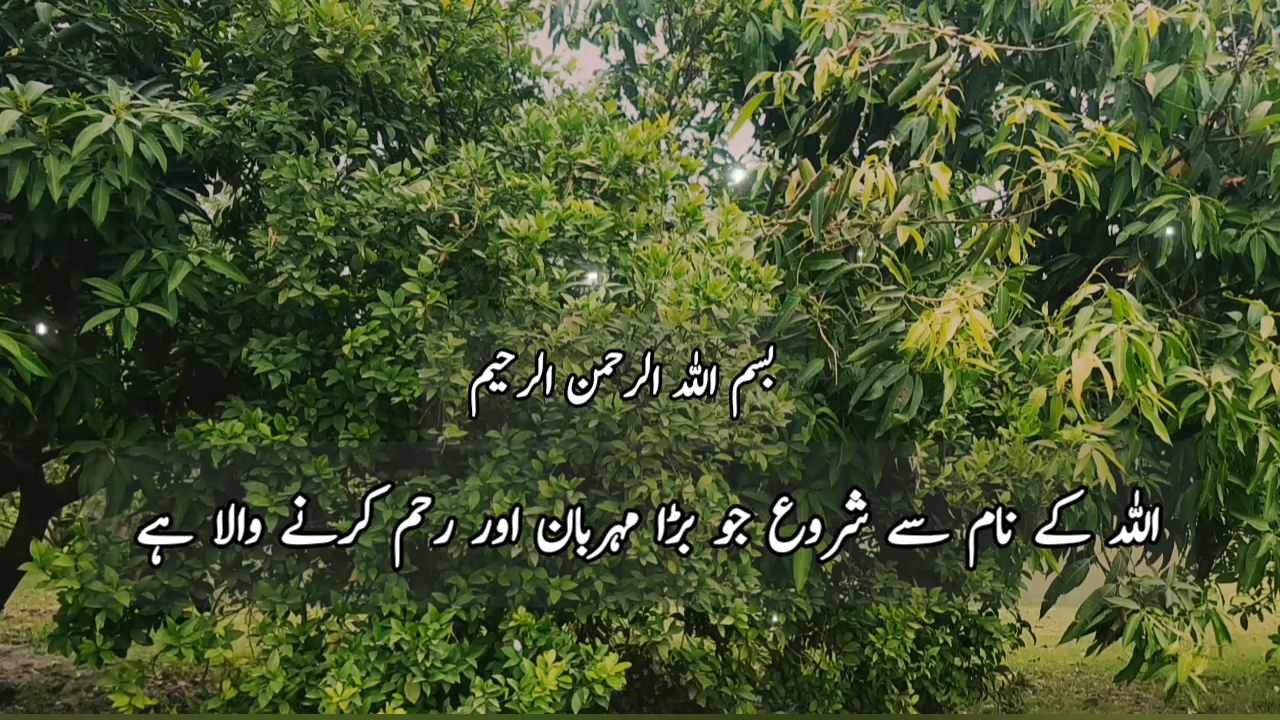 بسم اللہ الرحمن الرحیم
اللہ کے نام سے شروع جو بڑا مہربان اور رحم کرنے والا ہے